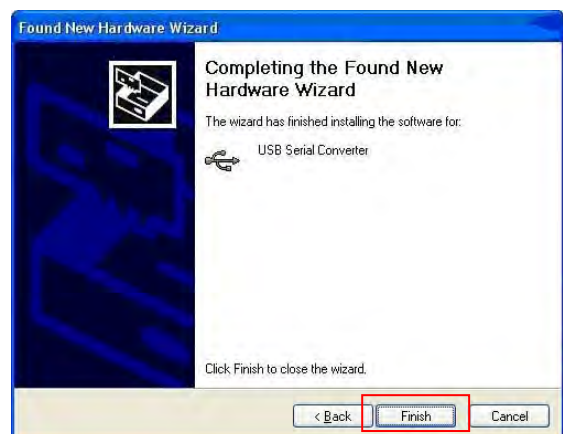 Found New Hardware Wizard
Completing the Found New
Hardware Wizard
The wizard has finished installing the software for:
USB Serial Converter
Click Finish to close the wizard.
< Back
Finish
Cancel